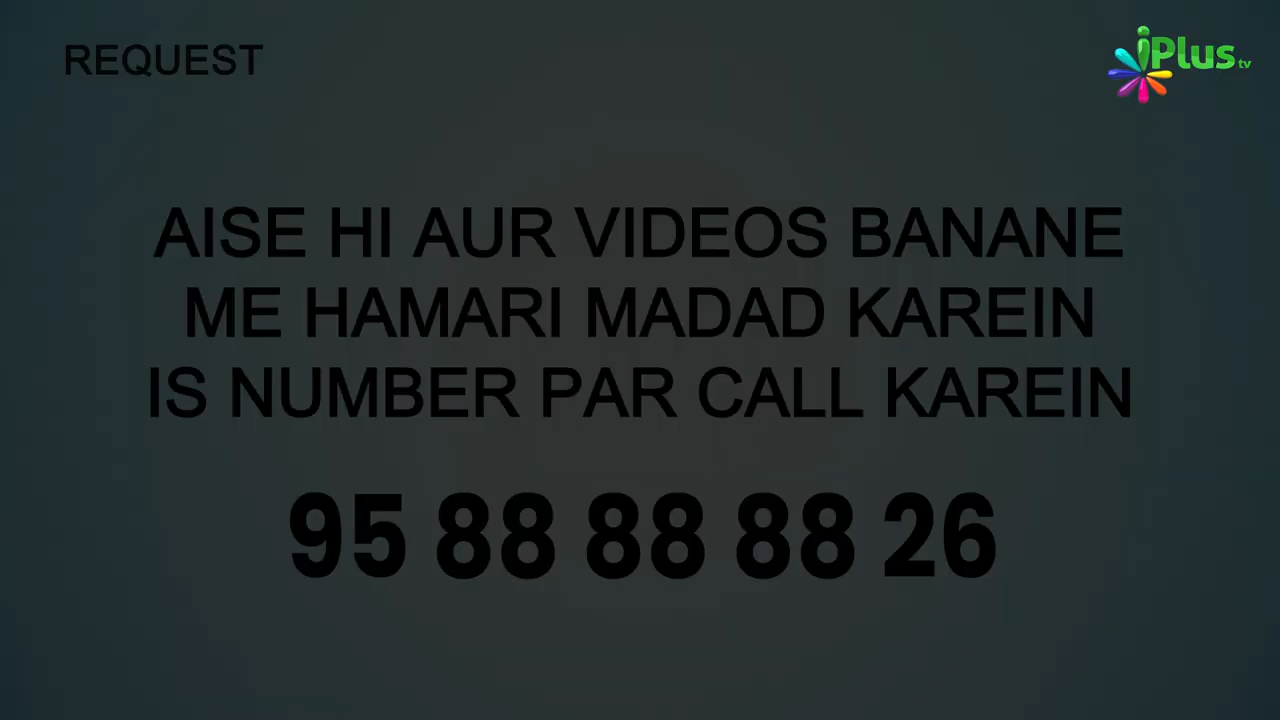 REQUEST
iPlus tv
AISE HI AUR VIDEOS BANANE
ME HAMARI MADAD KAREIN
IS NUMBER PAR CALL KAREIN
95 88 88 88 26